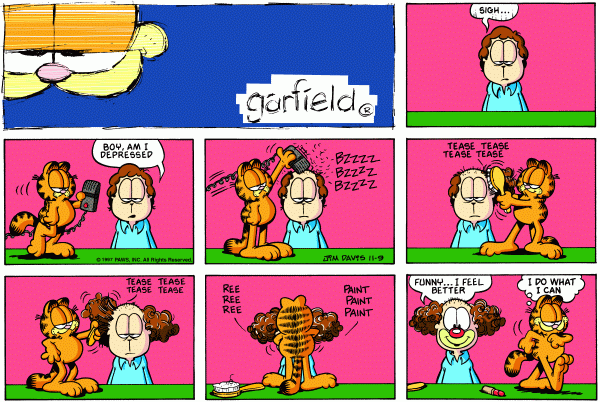 garfield®
SIGH...
BOY, AM I
DEPRESSED
© 1997 PAWS, INC. All Rights Reserved.
BZZZZ
BZZZZ
BZZZZ
JIM DAVIS 11-9
TEASE TEASE
TEASE TEASE
TEASE TEASE
TEASE TEASE
REE
REE
REE
PAINT
PAINT
PAINT
FUNNY... I FEEL
BETTER
I DO WHAT
I CAN